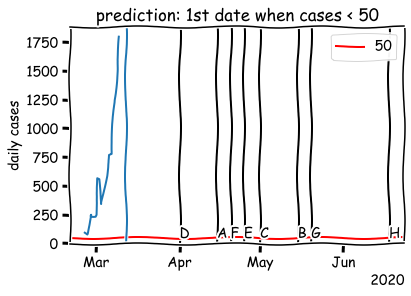 prediction: 1st date when cases < 50
50
daily cases
1750
1500
1250
1000
750
500
250
0
D A F E C B G H
Mar Apr May Jun
2020